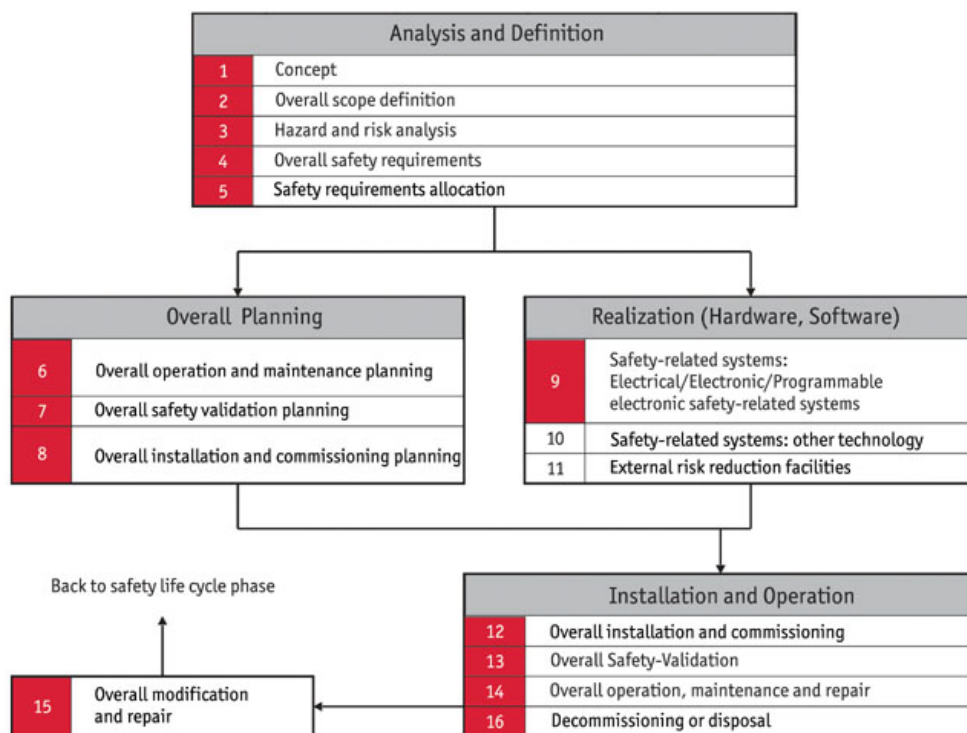 Analysis and Definition
1 Concept
2 Overall scope definition
3 Hazard and risk analysis
4 Overall safety requirements
5 Safety requirements allocation
Overall Planning
6 Overall operation and maintenance planning
7 Overall safety validation planning
8 Overall installation and commissioning planning
Realization (Hardware, Software)
9 Safety-related systems:
Electrical/Electronic/Programmable
electronic safety-related systems
10 Safety-related systems: other technology
11 External risk reduction facilities
Back to safety life cycle phase
15 Overall modification
and repair
Installation and Operation
12 Overall installation and commissioning
13 Overall Safety-Validation
14 Overall operation, maintenance and repair
16 Decommissioning or disposal